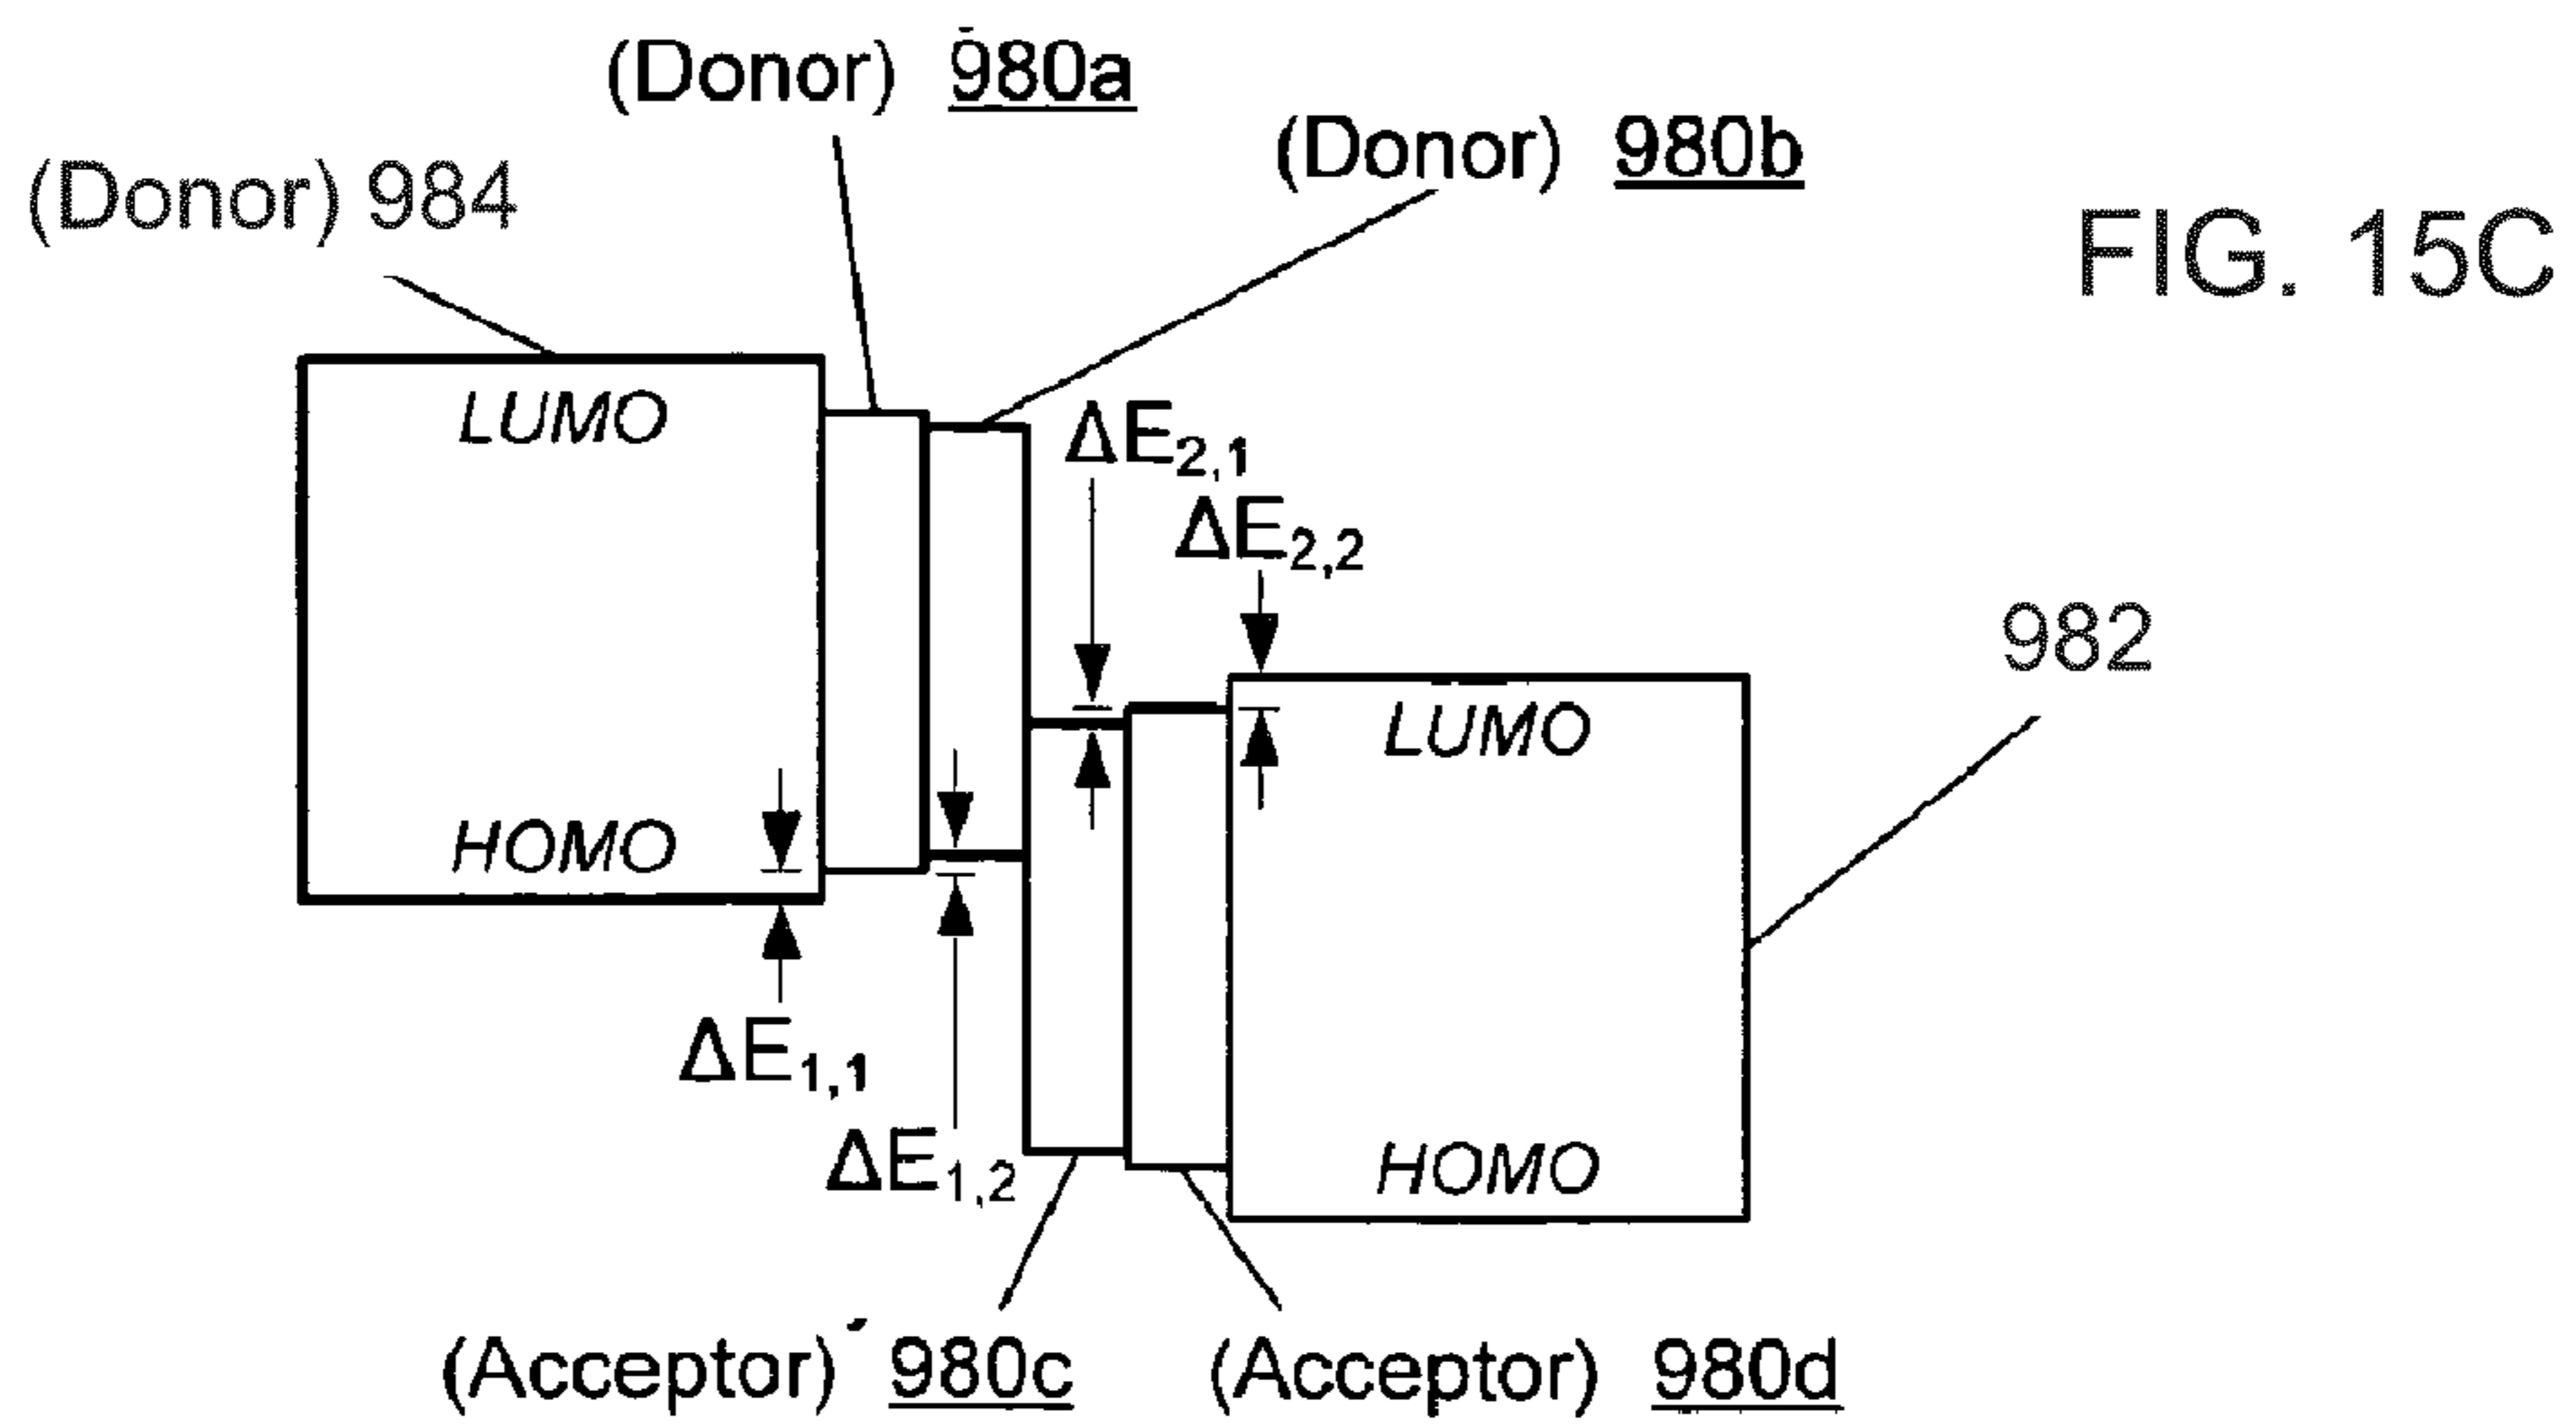 (Donor) 980a
(Donor) 980b
(Donor) 984
FIG. 15C
LUMO
ΔE2,1
ΔE2,2
982
LUMO
HOMO
ΔE1,1
ΔE1,2
HOMO
(Acceptor) 980c
(Acceptor) 980d